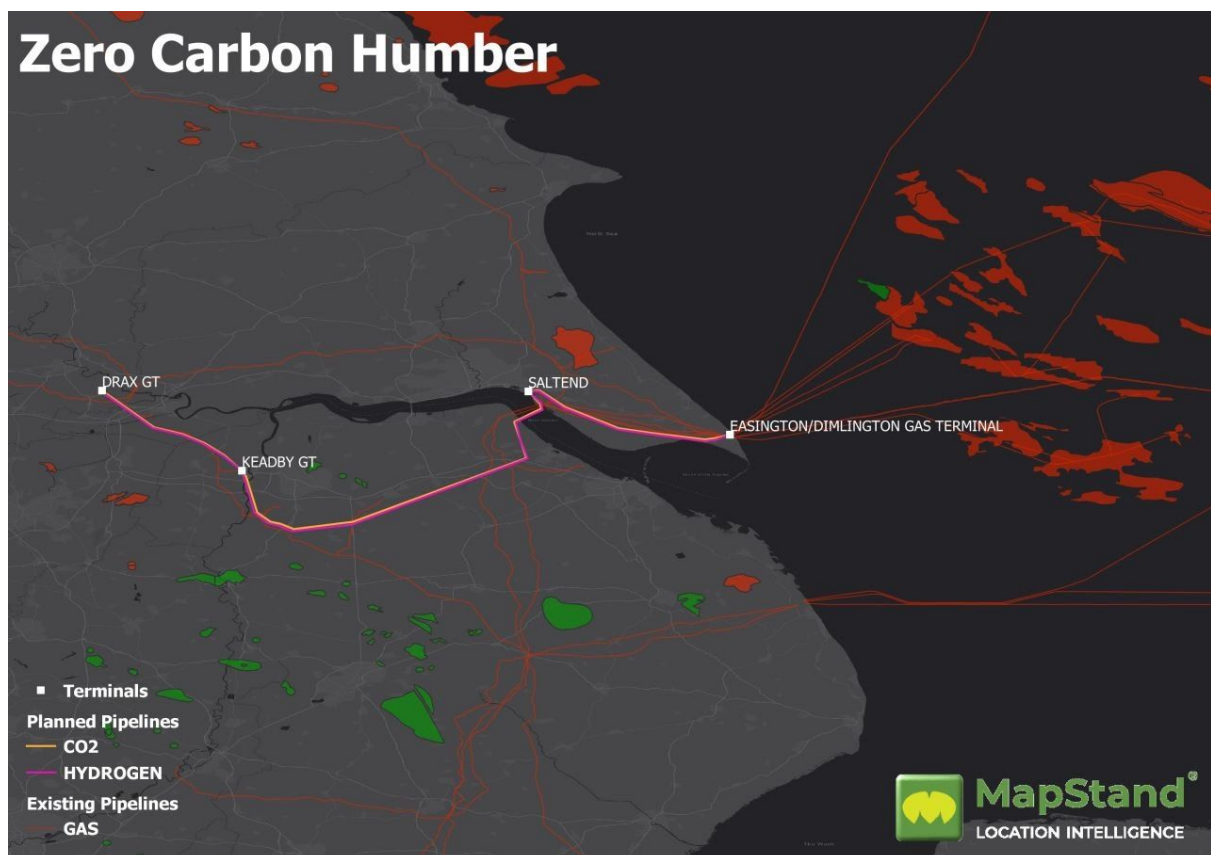 Zero Carbon Humber
DRAX GT
SALTEND
EASINGTON/DIMLINGTON GAS TERMINAL
KEADBY GT
Terminals
Planned Pipelines
CO2
HYDROGEN
Existing Pipelines
GAS
MapStand®
LOCATION INTELLIGENCE